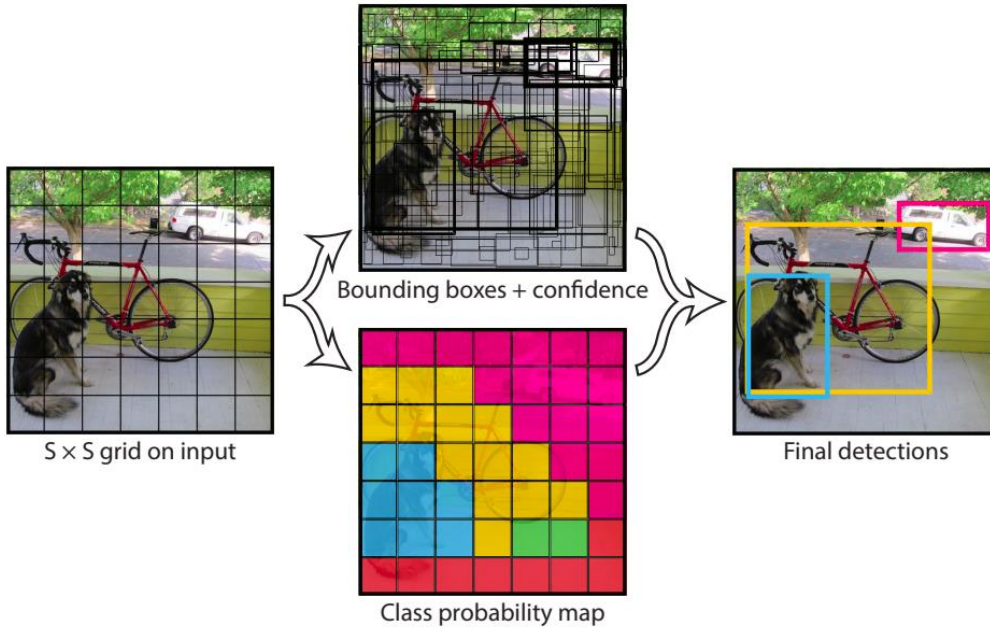 Bounding boxes + confidence
S × S grid on input
Final detections
Class probability map